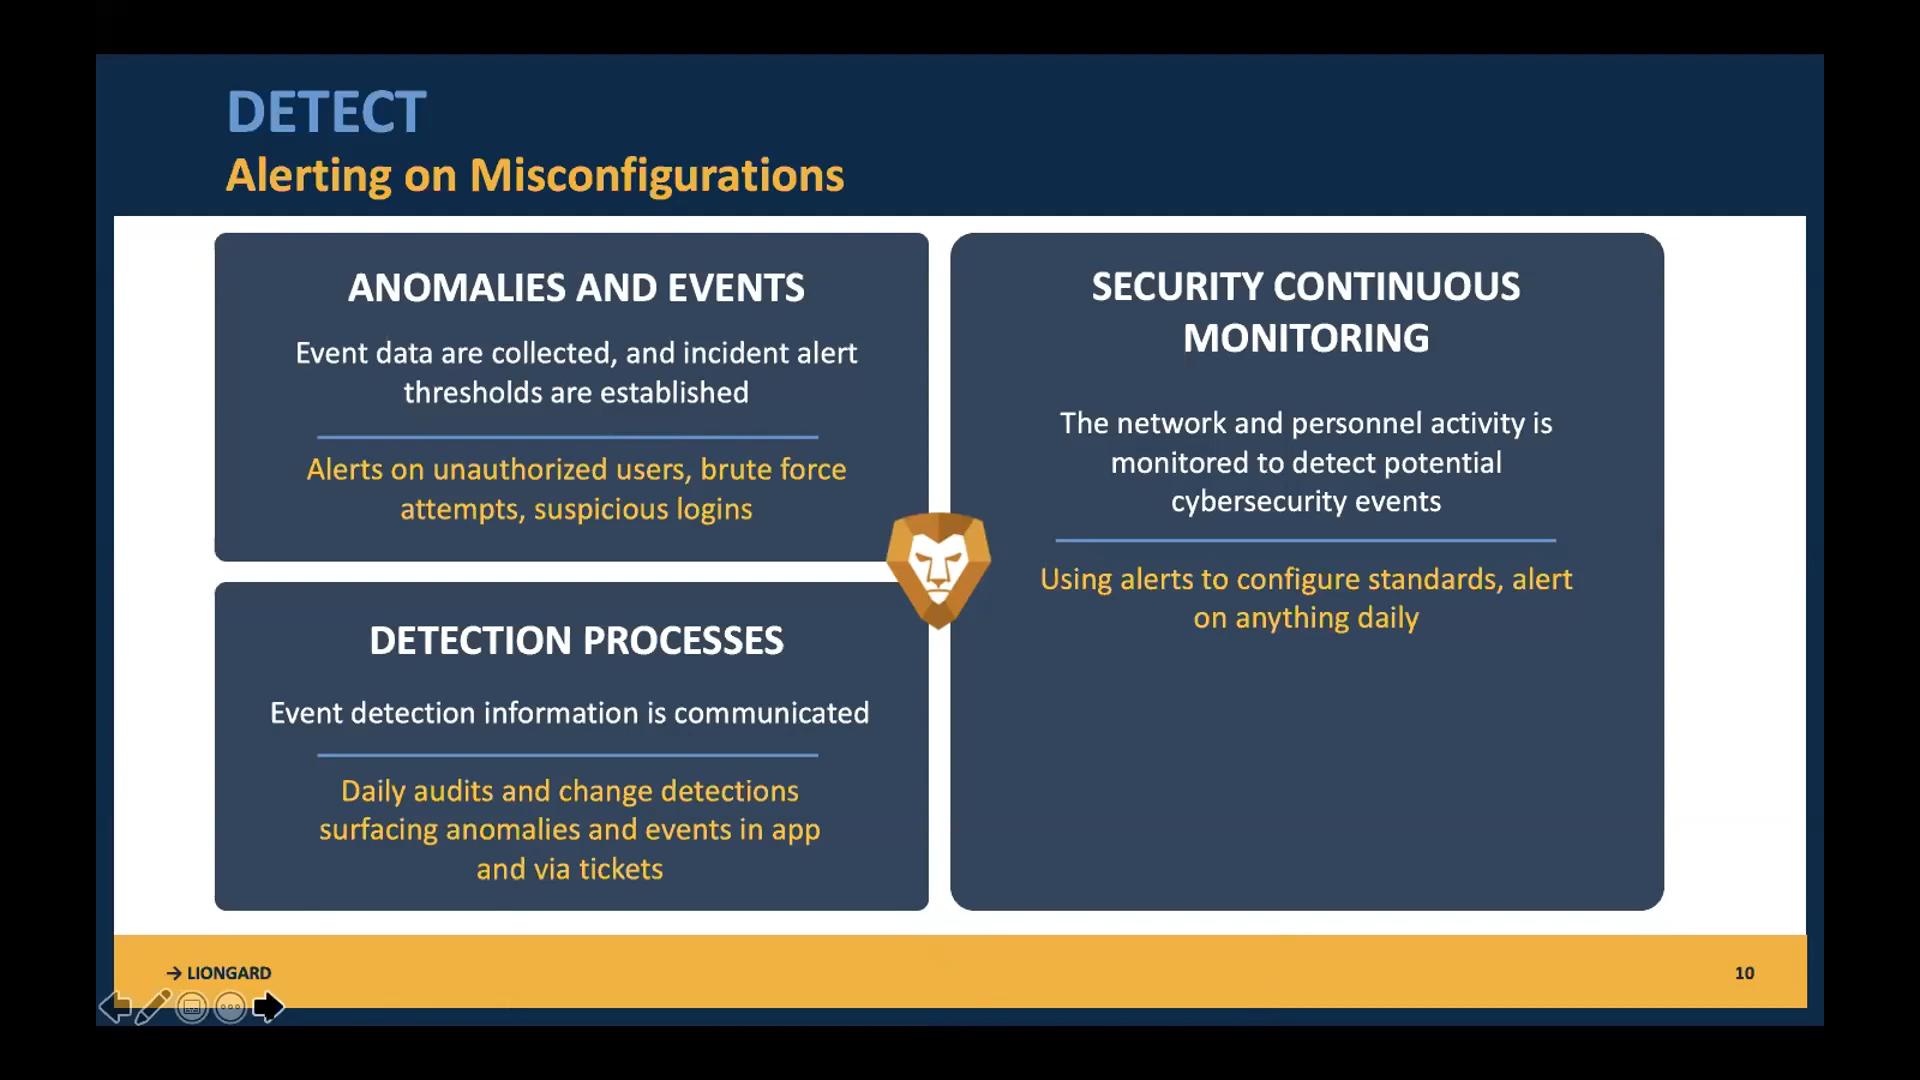 DETECT
Alerting on Misconfigurations
ANOMALIES AND EVENTS
Event data are collected, and incident alert
thresholds are established
Alerts on unauthorized users, brute force
attempts, suspicious logins
DETECTION PROCESSES
Event detection information is communicated
Daily audits and change detections
surfacing anomalies and events in app
and via tickets
SECURITY CONTINUOUS
MONITORING
The network and personnel activity is
monitored to detect potential
cybersecurity events
Using alerts to configure standards, alert
on anything daily
→ LIONGARD
10